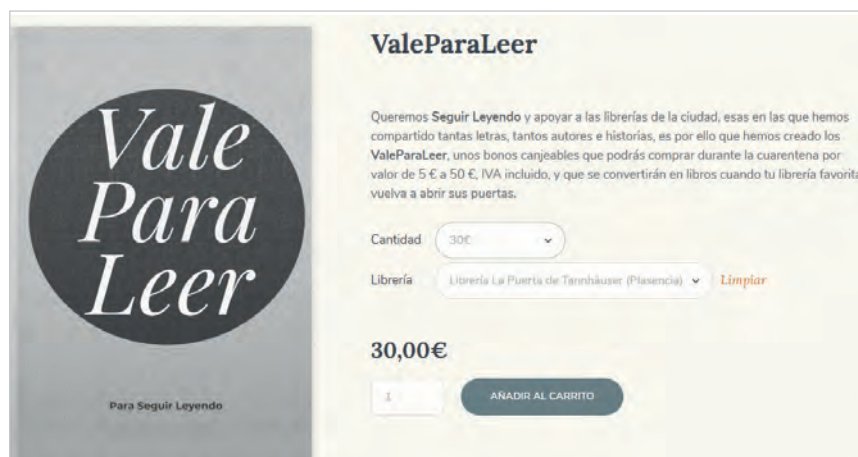 Vale
Para
Leer
Para Seguir Leyendo
ValeParaLeer
Queremos Seguir Leyendo y apoyar a las librerías de la ciudad, esas en las que hemos
compartido tantas letras, tantos autores e historias, es por ello que hemos creado los
ValeParaLeer, unos bonos canjeables que podrás comprar durante la cuarentena por
valor de 5 € a 50 €, IVA incluido, y que se convertirán en libros cuando tu librería favorita
vuelva a abrir sus puertas.
Cantidad 30€
Librería Librería La Puerta de Tannhäuser (Plasencia) Limpiar
30,00€
1 AÑADIR AL CARRITO